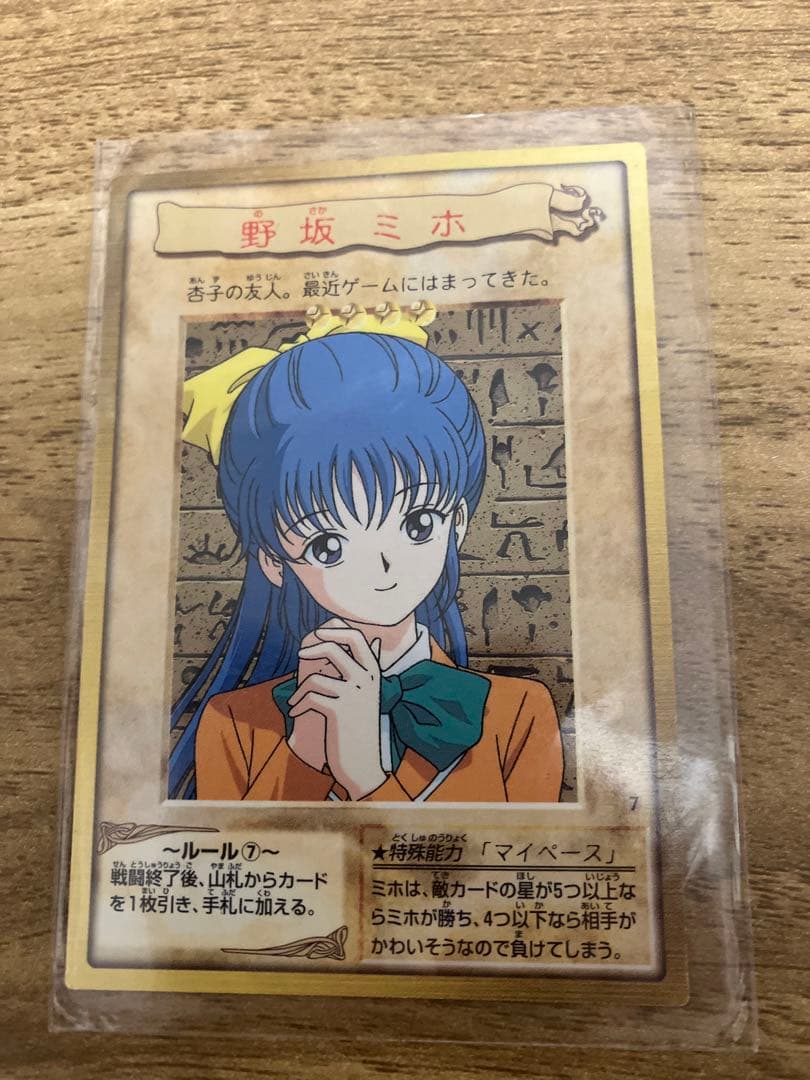 野坂ミホ
杏子の友人。最近ゲームにはまってきた。
7
～ルール⑦～
戦闘終了後、山札からカード
を1枚引き、手札に加える。
★特殊能力 「マイペース」
ミホは、敵カードの星が5つ以上な
らミホが勝ち、4つ以下なら相手が
かわいそうなので負けてしまう。